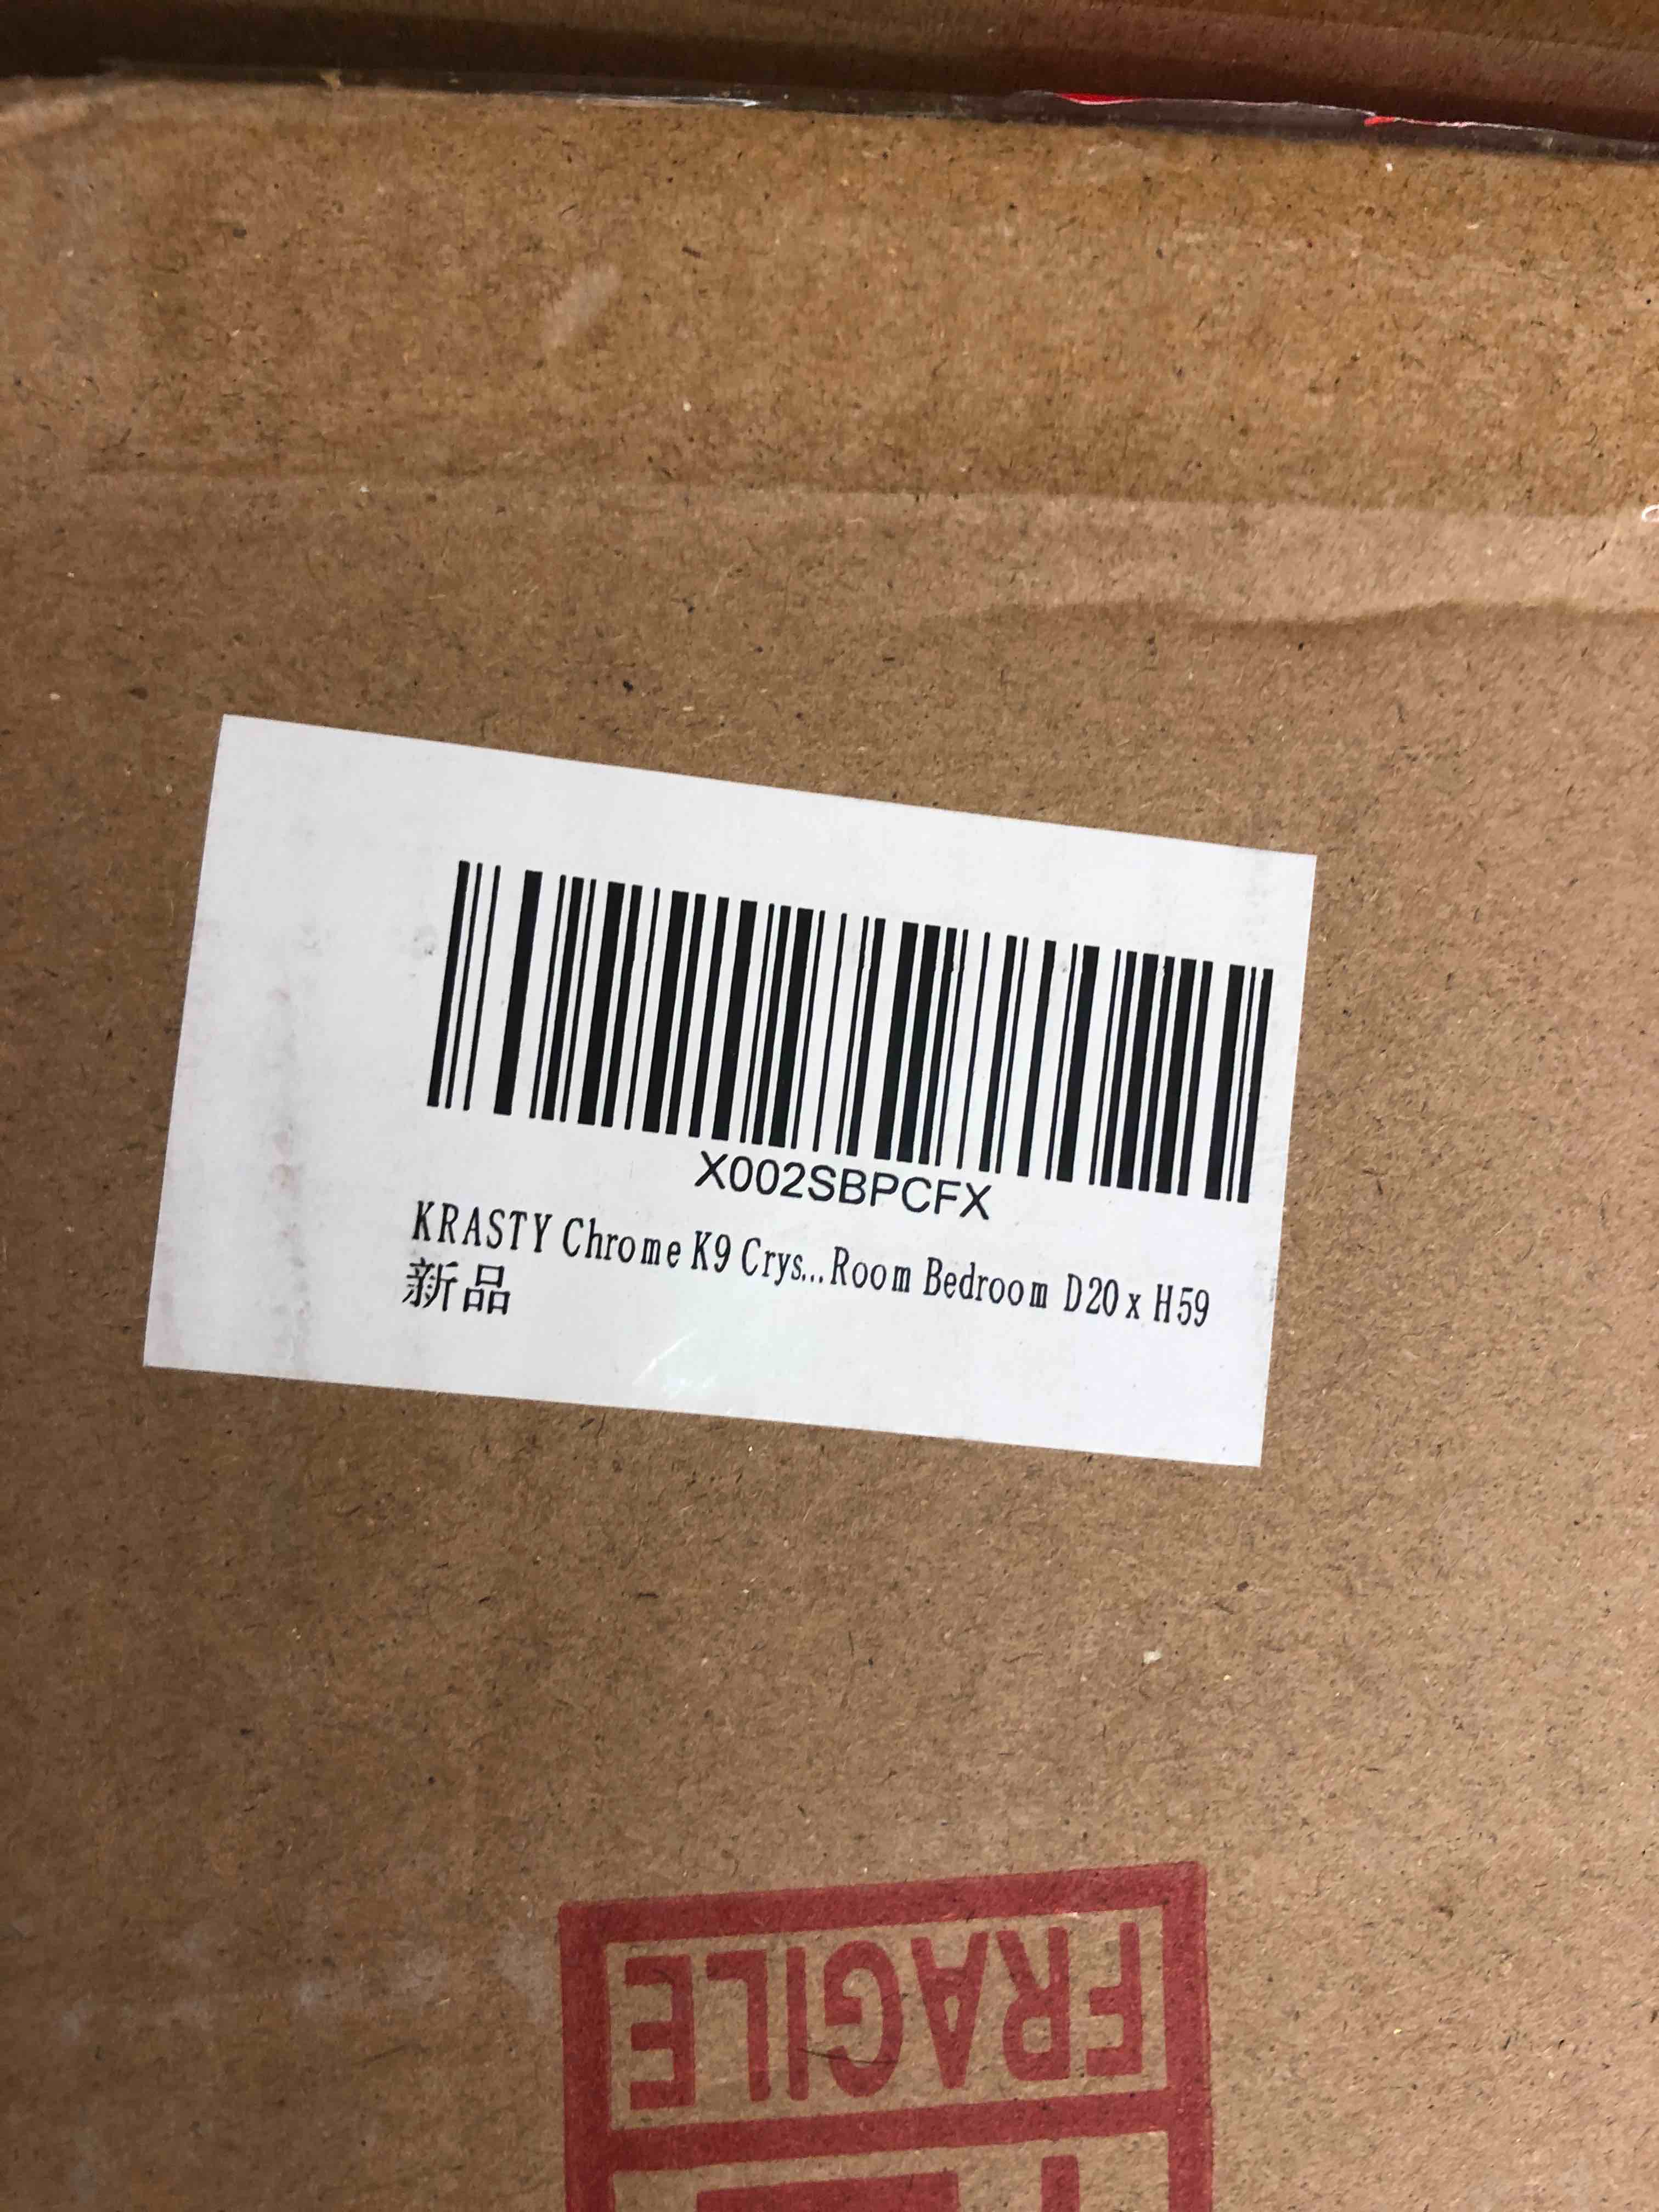 X002SBPCFX
KRASTY Chrome K9 Crys...Room Bedroom D20 x H59
新品
FRAGILE